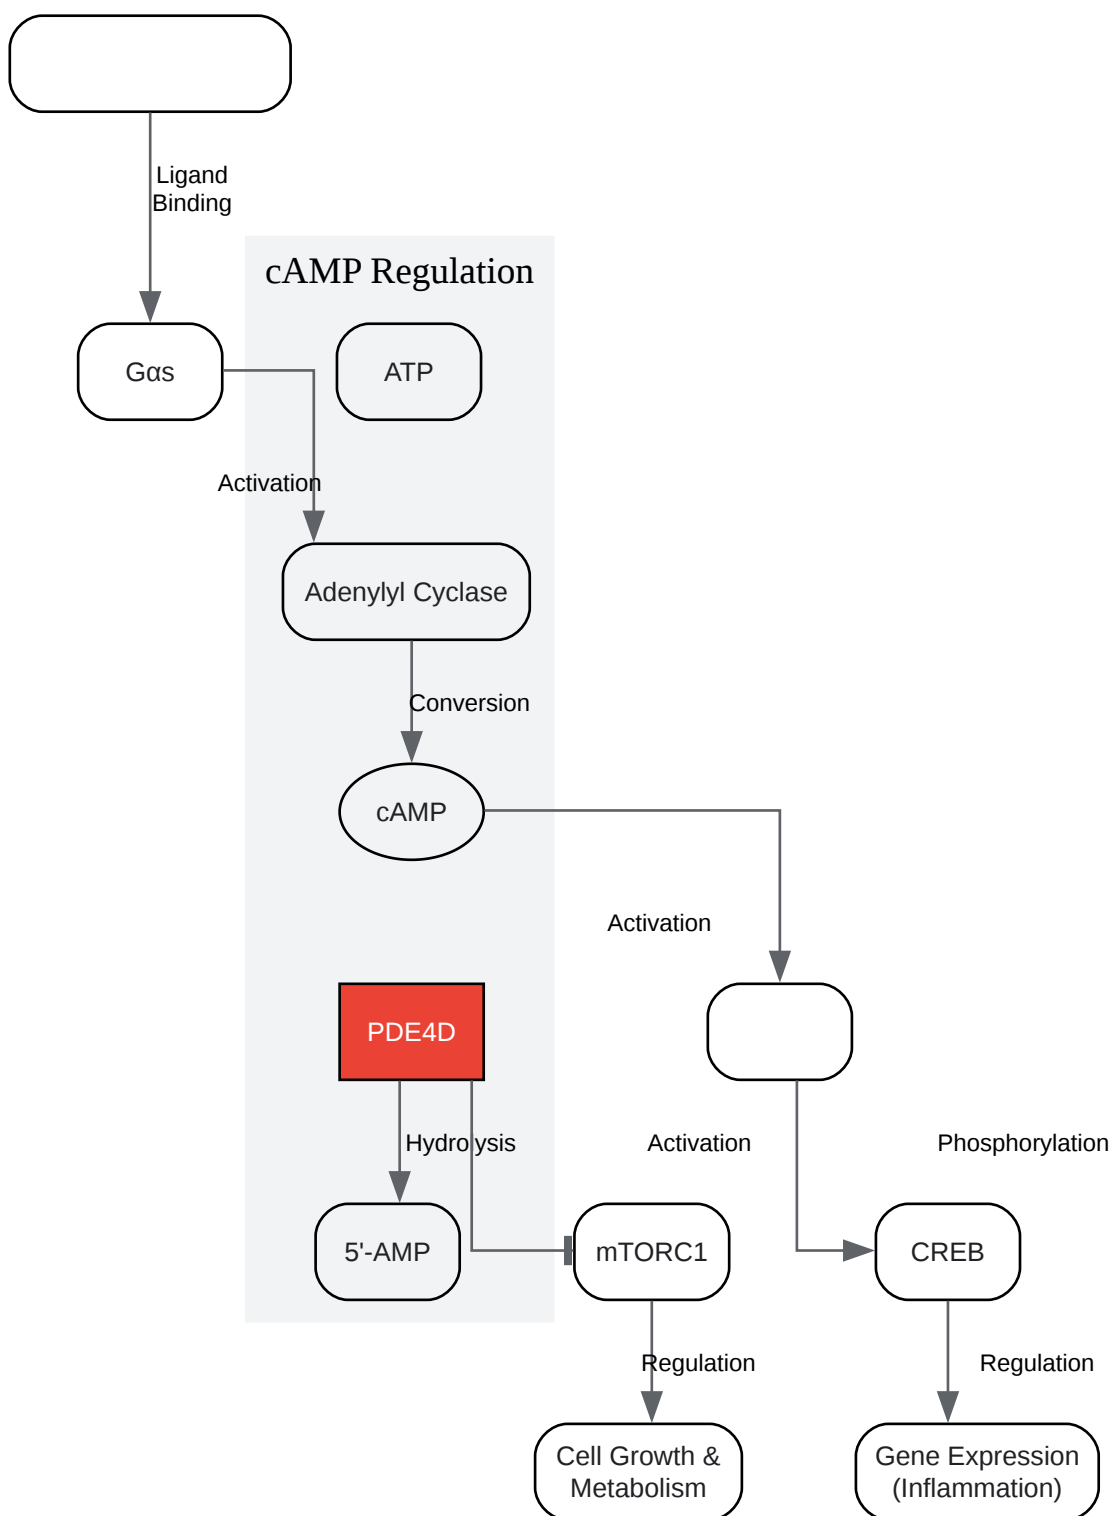 Ligand
Binding
cAMP Regulation
Gαs
ATP
Activation
Adenylyl Cyclase
Conversion
cAMP
Activation
PDE4D
Hydrolysis
Activation
Phosphorylation
5'-AMP
mTORC1
CREB
Regulation
Regulation
Cell Growth &
Metabolism
Gene Expression
(Inflammation)